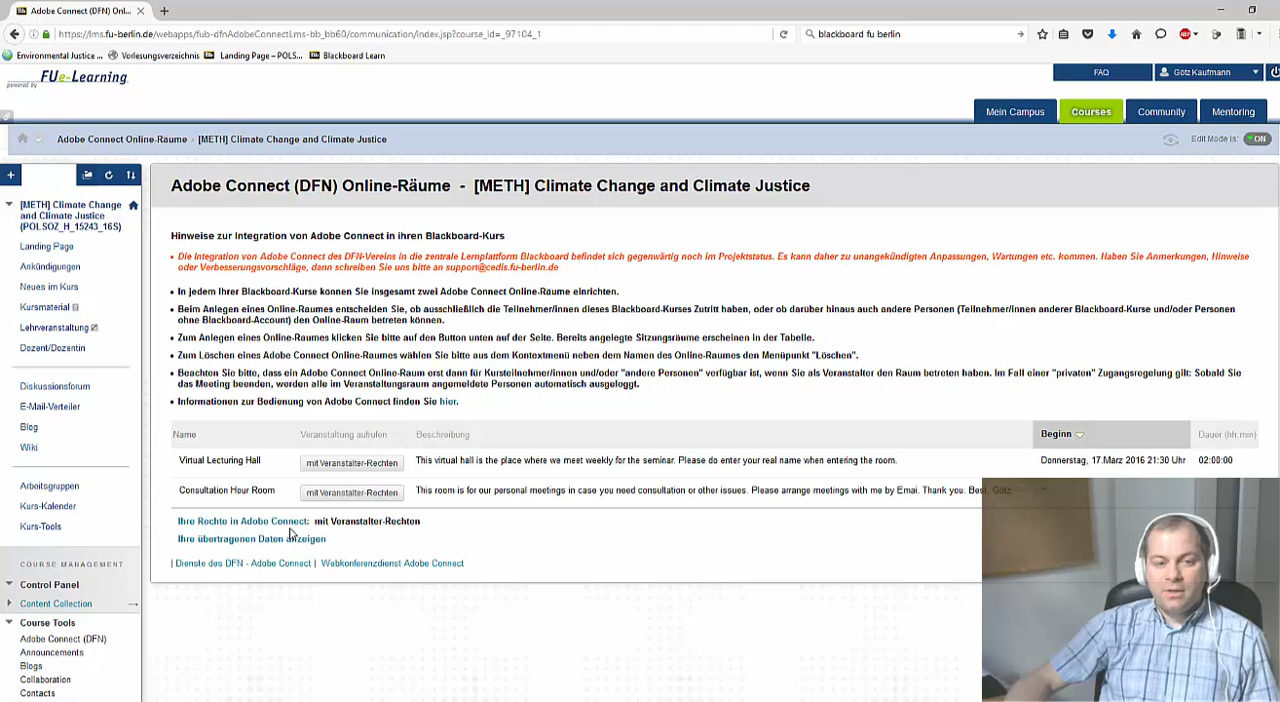 Adobe Connect (DFN) Onl...
https://lms.fu-berlin.de/webapps/fub-dfnAdobeConnectLms-bb_bb60/communication/index.jsp?course_id=_97104_1
blackboard fu berlin
Environmental Justice ...
Vorlesungsverzeichnis
Landing Page – POLS...
Blackboard Learn
powered by FUe-Learning
FAQ
Götz Kaufmann
Mein Campus
Courses
Community
Mentoring
Adobe Connect Online-Räume › [METH] Climate Change and Climate Justice
Edit Mode is: ON
[METH] Climate Change
and Climate Justice
(POLSOZ_H_15243_16S)
Landing Page
Ankündigungen
Neues im Kurs
Kursmaterial
Lehrveranstaltung
Dozent/Dozentin
Diskussionsforum
E-Mail-Verteiler
Blog
Wiki
Arbeitsgruppen
Kurs-Kalender
Kurs-Tools
COURSE MANAGEMENT
Control Panel
Content Collection
Course Tools
Adobe Connect (DFN)
Announcements
Blogs
Collaboration
Contacts
Adobe Connect (DFN) Online-Räume - [METH] Climate Change and Climate Justice
Hinweise zur Integration von Adobe Connect in ihren Blackboard-Kurs
• Die Integration von Adobe Connect des DFN-Vereins in die zentrale Lernplattform Blackboard befindet sich gegenwärtig noch im Projektstatus. Es kann daher zu unangekündigten Anpassungen, Wartungen etc. kommen. Haben Sie Anmerkungen, Hinweise
oder Verbesserungsvorschläge, dann schreiben Sie uns bitte an support@cedis.fu-berlin.de
• In jedem Ihrer Blackboard-Kurse können Sie insgesamt zwei Adobe Connect Online-Räume einrichten.
• Beim Anlegen eines Online-Raumes entscheiden Sie, ob ausschließlich die Teilnehmer/innen dieses Blackboard-Kurses Zutritt haben, oder ob darüber hinaus auch andere Personen (Teilnehmer/innen anderer Blackboard-Kurse und/oder Personen
ohne Blackboard-Account) den Online-Raum betreten können.
• Zum Anlegen eines Online-Raumes klicken Sie bitte auf den Button unten auf der Seite. Bereits angelegte Sitzungsräume erscheinen in der Tabelle.
• Zum Löschen eines Adobe Connect Online-Raumes wählen Sie bitte aus dem Kontextmenü neben dem Namen des Online-Raumes den Menüpunkt "Löschen".
• Beachten Sie bitte, dass ein Adobe Connect Online-Raum erst dann für Kursteilnehmer/innen und/oder "andere Personen" verfügbar ist, wenn Sie als Veranstalter den Raum betreten haben. Im Fall einer "privaten" Zugangsregelung gilt: Sobald Sie
das Meeting beenden, werden alle im Veranstaltungsraum angemeldete Personen automatisch ausgeloggt.
• Informationen zur Bedienung von Adobe Connect finden Sie hier.
Name Veranstaltung aufrufen Beschreibung Beginn Dauer (hh:mm)
Virtual Lecturing Hall mit Veranstalter-Rechten This virtual hall is the place where we meet weekly for the seminar. Please do enter your real name when entering the room. Donnerstag, 17.März 2016 21:30 Uhr 02:00:00
Consultation Hour Room mit Veranstalter-Rechten This room is for our personal meetings in case you need consultation or other issues. Please arrange meetings with me by Emai. Thank you. Best, Götz
Ihre Rechte in Adobe Connect: mit Veranstalter-Rechten
Ihre übertragenen Daten anzeigen
| Dienste des DFN - Adobe Connect | Webkonferenzdienst Adobe Connect